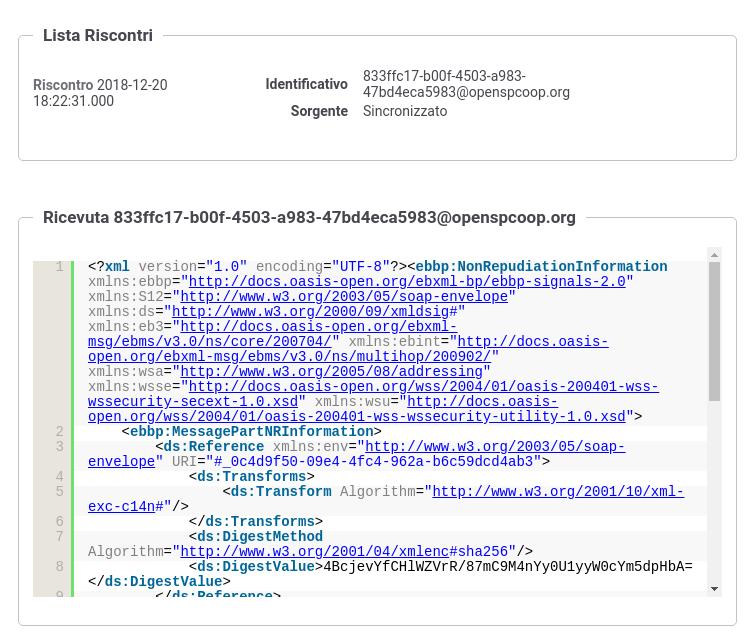 Lista Riscontri
Riscontro 2018-12-20
18:22:31.000
Identificativo
833ffc17-b00f-4503-a983-
47bd4eca5983@openspcoop.org
Sorgente
Sincronizzato
Ricevuta 833ffc17-b00f-4503-a983-47bd4eca5983@openspcoop.org
1 <?xml version="1.0" encoding="UTF-8"?><ebbp:NonRepudiationInformation
xmlns:ebbp="http://docs.oasis-open.org/ebxml-bp/ebbp-signals-2.0"
xmlns:S12="http://www.w3.org/2003/05/soap-envelope"
xmlns:ds="http://www.w3.org/2000/09/xmldsig#"
xmlns:eb3="http://docs.oasis-open.org/ebxml-
msg/ebms/v3.0/ns/core/200704/" xmlns:ebint="http://docs.oasis-
open.org/ebxml-msg/ebms/v3.0/ns/multihop/200902/"
xmlns:wsa="http://www.w3.org/2005/08/addressing"
xmlns:wsse="http://docs.oasis-open.org/wss/2004/01/oasis-200401-wss-
wssecurity-secext-1.0.xsd" xmlns:wsu="http://docs.oasis-
open.org/wss/2004/01/oasis-200401-wss-wssecurity-utility-1.0.xsd">
2 <ebbp:MessagePartNRInformation>
3 <ds:Reference xmlns:env="http://www.w3.org/2003/05/soap-
envelope" URI="#_0c4d9f50-09e4-4fc4-962a-b6c59dcd4ab3">
4 <ds:Transforms>
5 <ds:Transform Algorithm="http://www.w3.org/2001/10/xml-
exc-c14n#"/>
6 </ds:Transforms>
7 <ds:DigestMethod
Algorithm="http://www.w3.org/2001/04/xmlenc#sha256"/>
8 <ds:DigestValue>4BcjevYfCHlWZVrR/87mC9M4nYy0U1yyW0cYm5dpHbA=
</ds:DigestValue>
9 </ds:Reference>